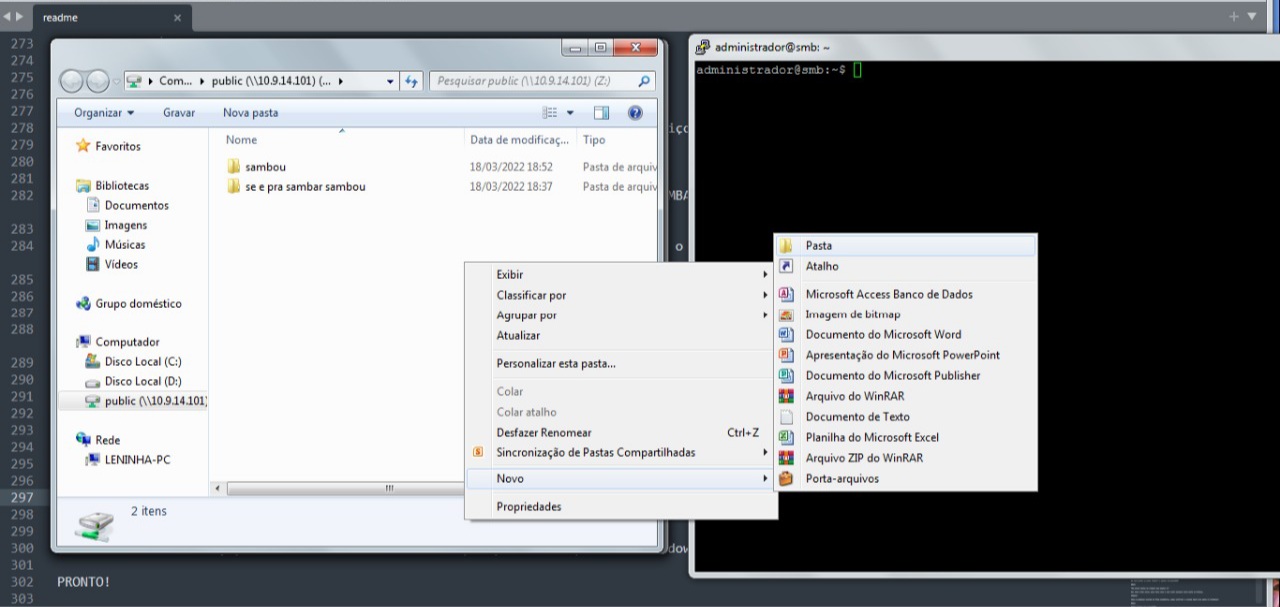 readme
273
274
275
276
277
278
279
280
281
282
283
284
285
286
287
288
289
290
291
292
293
294
295
296
297
298
299
300
301
302 PRONTO!
303
Com... public (\\10.9.14.101) (...
Pesquisar public (\\10.9.14.101) (Z:)
Organizar Gravar Nova pasta
Favoritos
Bibliotecas
Documentos
Imagens
Músicas
Vídeos
Grupo doméstico
Computador
Disco Local (C:)
Disco Local (D:)
public (\\10.9.14.101)
Rede
LENINHA-PC
Nome Data de modificaç... Tipo
sambou 18/03/2022 18:52 Pasta de arquiv
se e pra sambar sambou 18/03/2022 18:37 Pasta de arquiv
2 itens
Exibir
Classificar por
Agrupar por
Atualizar
Personalizar esta pasta...
Colar
Colar atalho
Desfazer Renomear Ctrl+Z
Sincronização de Pastas Compartilhadas
Novo
Propriedades
Pasta
Atalho
Microsoft Access Banco de Dados
Imagem de bitmap
Documento do Microsoft Word
Apresentação do Microsoft PowerPoint
Documento do Microsoft Publisher
Arquivo do WinRAR
Documento de Texto
Planilha do Microsoft Excel
Arquivo ZIP do WinRAR
Porta-arquivos
administrador@smb: ~
administrador@smb:~$